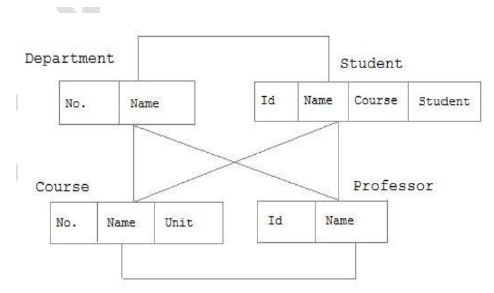 Department
Student
No. Name
Id Name Course Student
Course
Professor
No. Name Unit
Id Name